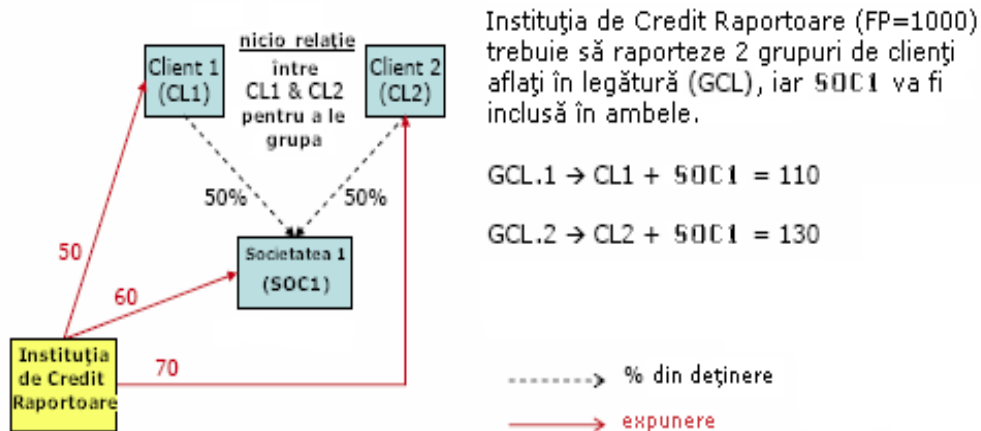 Instituţia de Credit Raportoare (FP=1000)
trebuie să raporteze 2 grupuri de clienţi
aflaţi în legătură (GCL), iar SOC1 va fi
inclusă în ambele.
GCL.1 → CL1 + SOC1 = 110
GCL.2 → CL2 + SOC1 = 130
Client 1
(CL1)
nicio relaţie
între
CL1 & CL2
pentru a le
grupa
Client 2
(CL2)
50%
50%
Societatea 1
(SOC1)
50
60
70
Instituţia
de Credit
Raportoare
% din deţinere
expunere